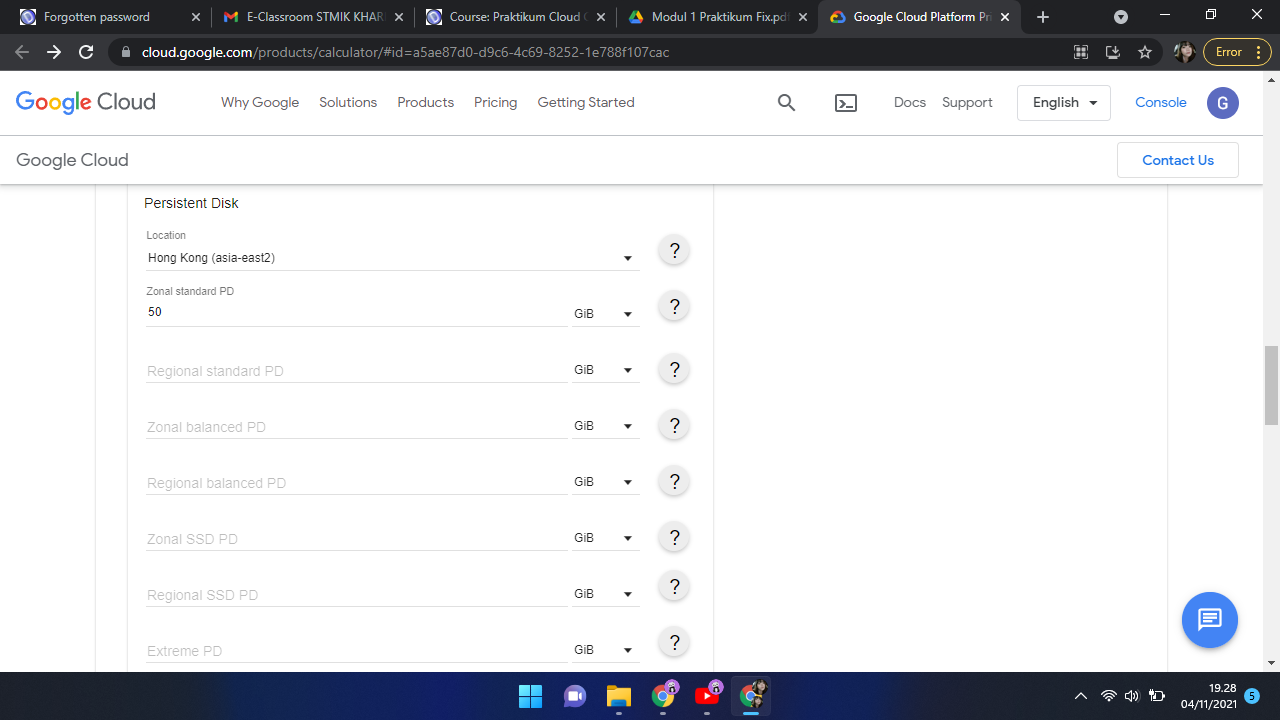 Forgotten password
E-Classroom STMIK KHAR
Course: Praktikum Cloud C
Modul 1 Praktikum Fix.pdf
Google Cloud Platform Pri
cloud.google.com/products/calculator/#id=a5ae87d0-d9c6-4c69-8252-1e788f107cac
Error
Google Cloud
Why Google
Solutions
Products
Pricing
Getting Started
Docs
Support
English
Console
G
Google Cloud
Contact Us
Persistent Disk
Location
Hong Kong (asia-east2)
?
Zonal standard PD
50
GiB
?
Regional standard PD
GiB
?
Zonal balanced PD
GiB
?
Regional balanced PD
GiB
?
Zonal SSD PD
GiB
?
Regional SSD PD
GiB
?
Extreme PD
GiB
?
19.28
04/11/2021
5